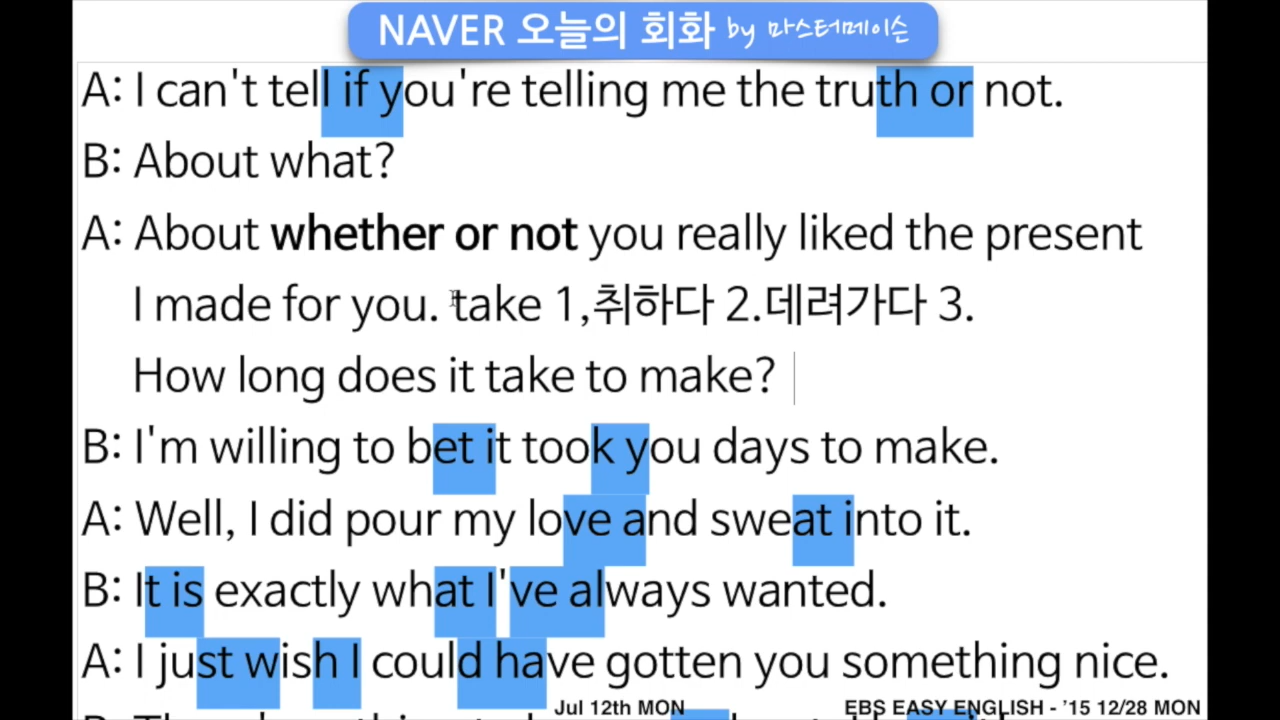 NAVER 오늘의 회화 by 마스터메이슨
A: I can't tell if you're telling me the truth or not.
B: About what?
A: About whether or not you really liked the present
I made for you. take 1,취하다 2.데려가다 3.
How long does it take to make?
B: I'm willing to bet it took you days to make.
A: Well, I did pour my love and sweat into it.
B: It is exactly what I've always wanted.
A: I just wish I could have gotten you something nice.
Jul 12th MON
EBS EASY ENGLISH - '15 12/28 MON